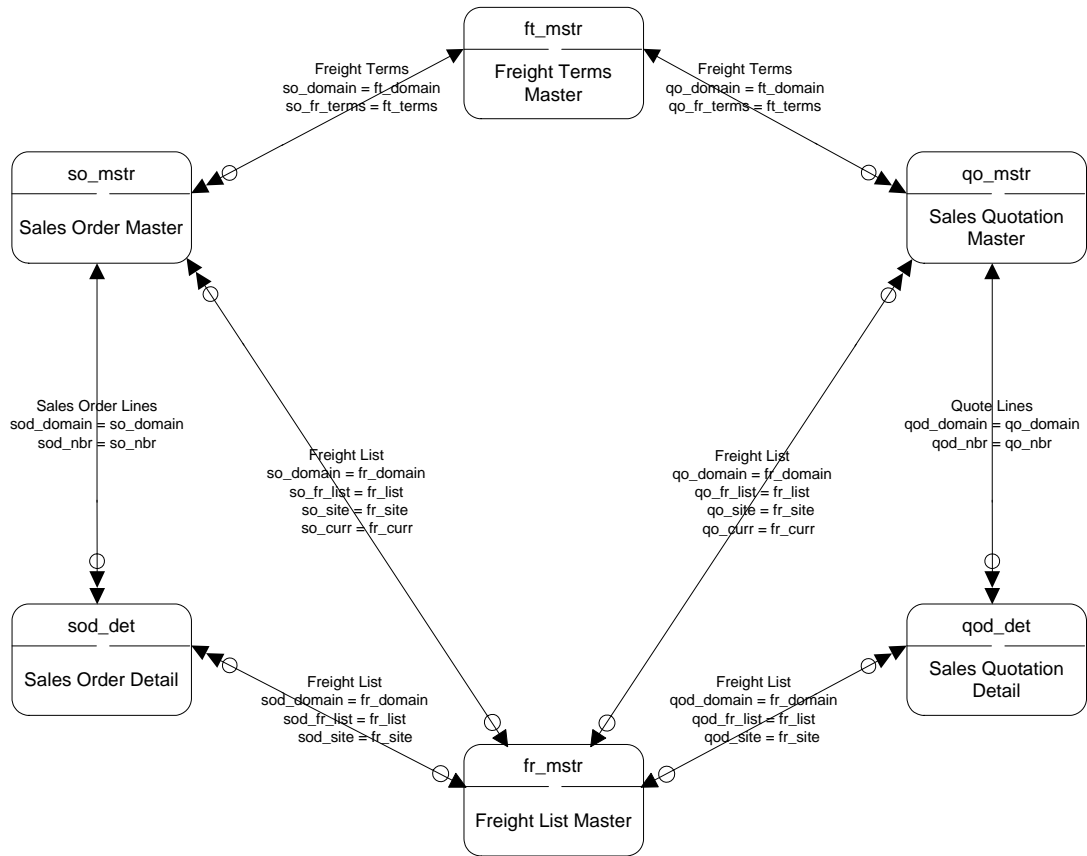 ft_mstr
Freight Terms
Master
Freight Terms
so_domain = ft_domain
so_fr_terms = ft_terms
Freight Terms
qo_domain = ft_domain
qo_fr_terms = ft_terms
so_mstr
Sales Order Master
qo_mstr
Sales Quotation
Master
Sales Order Lines
sod_domain = so_domain
sod_nbr = so_nbr
Quote Lines
qod_domain = qo_domain
qod_nbr = qo_nbr
Freight List
so_domain = fr_domain
so_fr_list = fr_list
so_site = fr_site
so_curr = fr_curr
Freight List
qo_domain = fr_domain
qo_fr_list = fr_list
qo_site = fr_site
qo_curr = fr_curr
sod_det
Sales Order Detail
qod_det
Sales Quotation
Detail
Freight List
sod_domain = fr_domain
sod_fr_list = fr_list
sod_site = fr_site
Freight List
qod_domain = fr_domain
qod_fr_list = fr_list
qod_site = fr_site
fr_mstr
Freight List Master